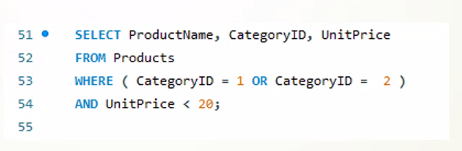 51 SELECT ProductName, CategoryID, UnitPrice
52 FROM Products
53 WHERE ( CategoryID = 1 OR CategoryID =  2 )
54 AND UnitPrice < 20;
55